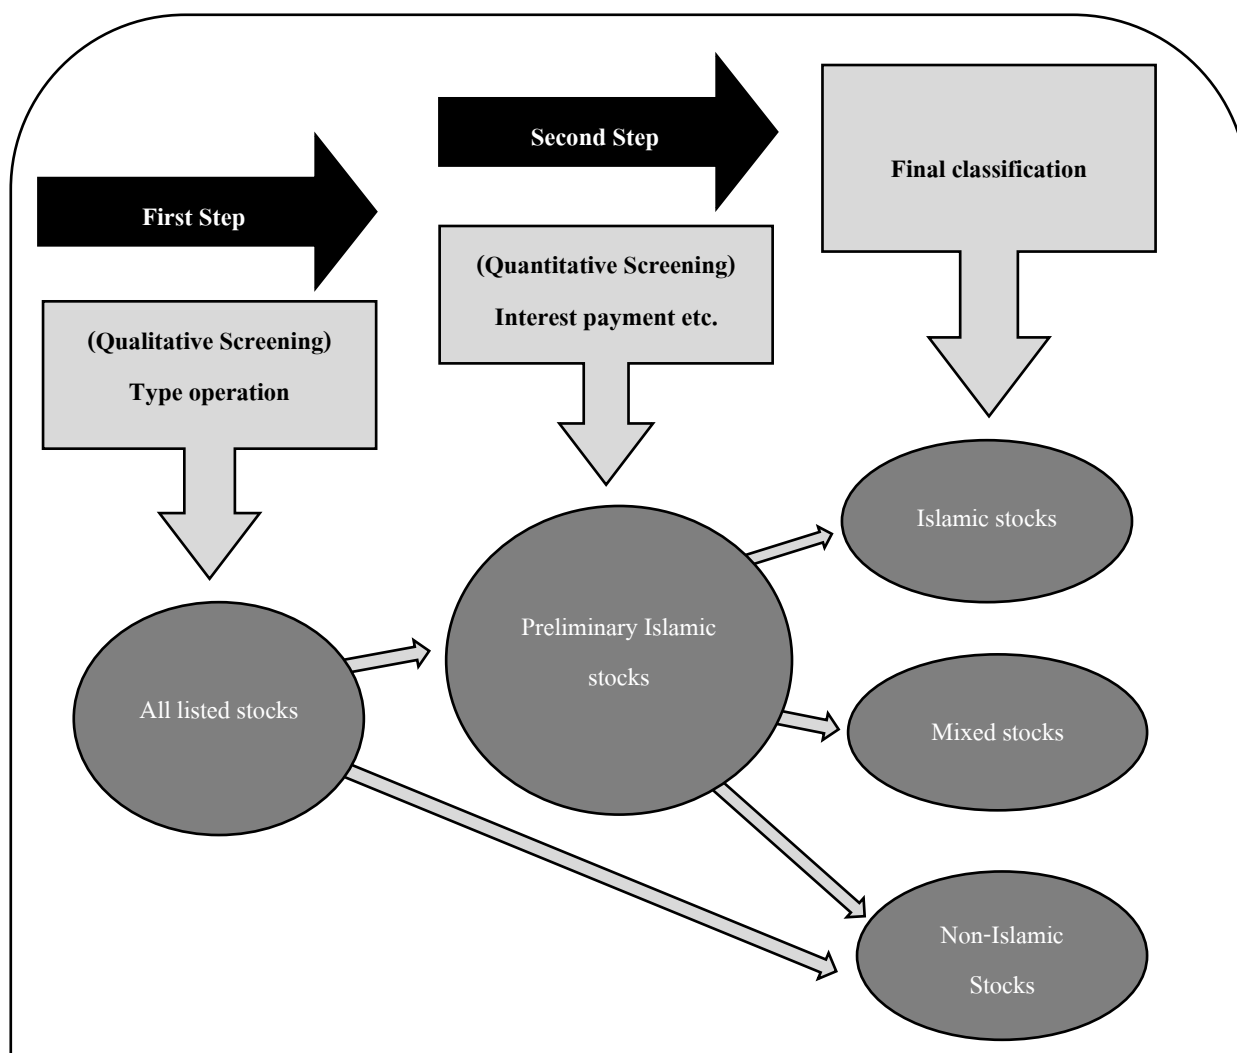 First Step
(Qualitative Screening)
Type operation
All listed stocks
Second Step
(Quantitative Screening)
Interest payment etc.
Preliminary Islamic
stocks
Final classification
Islamic stocks
Mixed stocks
Non-Islamic
Stocks